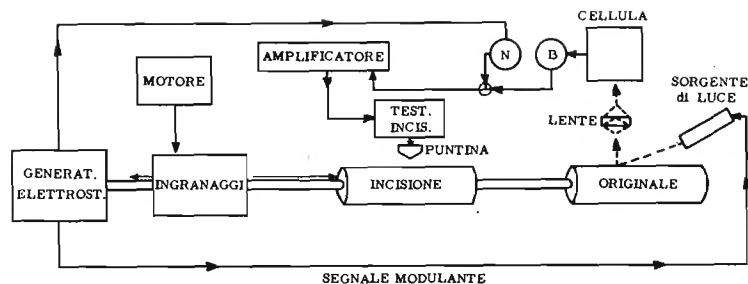 CELLULA
AMPLIFICATORE
N
B
SORGENTE
di LUCE
MOTORE
TEST.
INCIS.
LENTE
PUNTINA
GENERAT.
ELETTROST.
INGRANAGGI
INCISIONE
ORIGINALE
SEGNALE MODULANTE